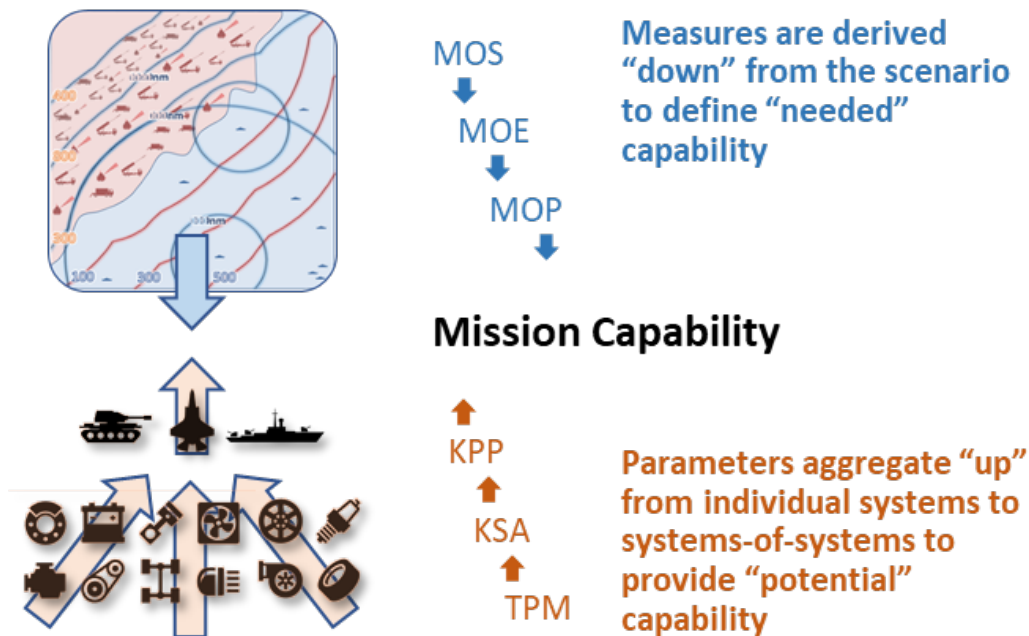 MOS
MOE
MOP
Measures are derived
“down” from the scenario
to define “needed”
capability
400
300
100
300
500
Mission Capability
KPP
KSA
TPM
Parameters aggregate “up”
from individual systems to
systems-of-systems to
provide “potential”
capability